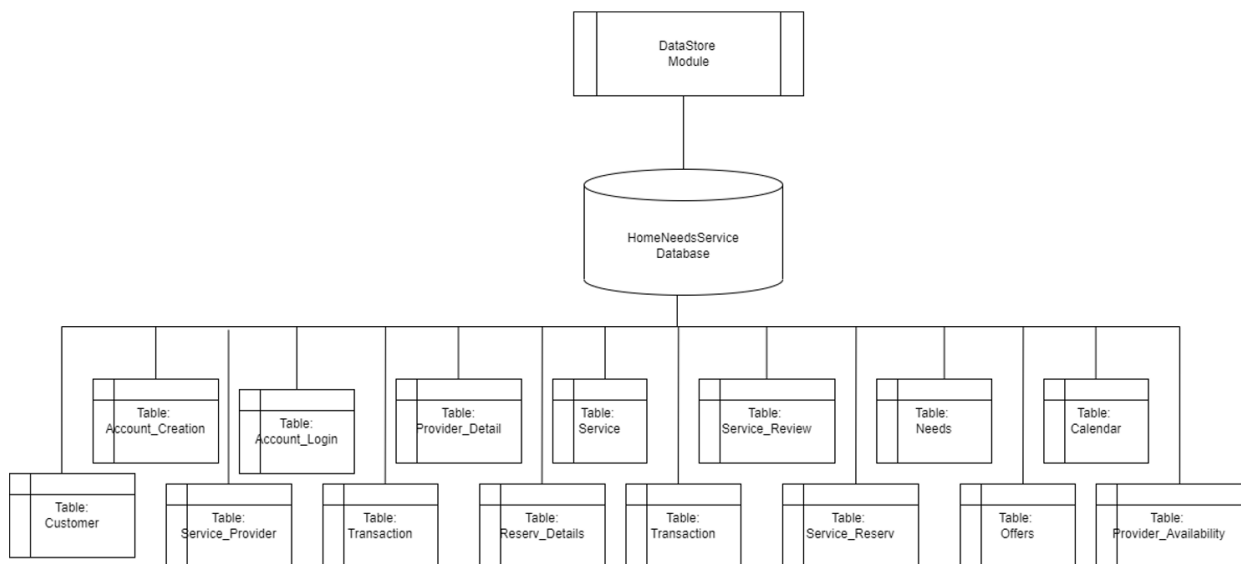 DataStore
Module
HomeNeedsService
Database
Table:
Account_Creation
Table:
Account_Login
Table:
Provider_Detail
Table:
Service
Table:
Service_Review
Table:
Needs
Table:
Calendar
Table:
Customer
Table:
Service_Provider
Table:
Transaction
Table:
Reserv_Details
Table:
Transaction
Table:
Service_Reserv
Table:
Offers
Table:
Provider_Availability